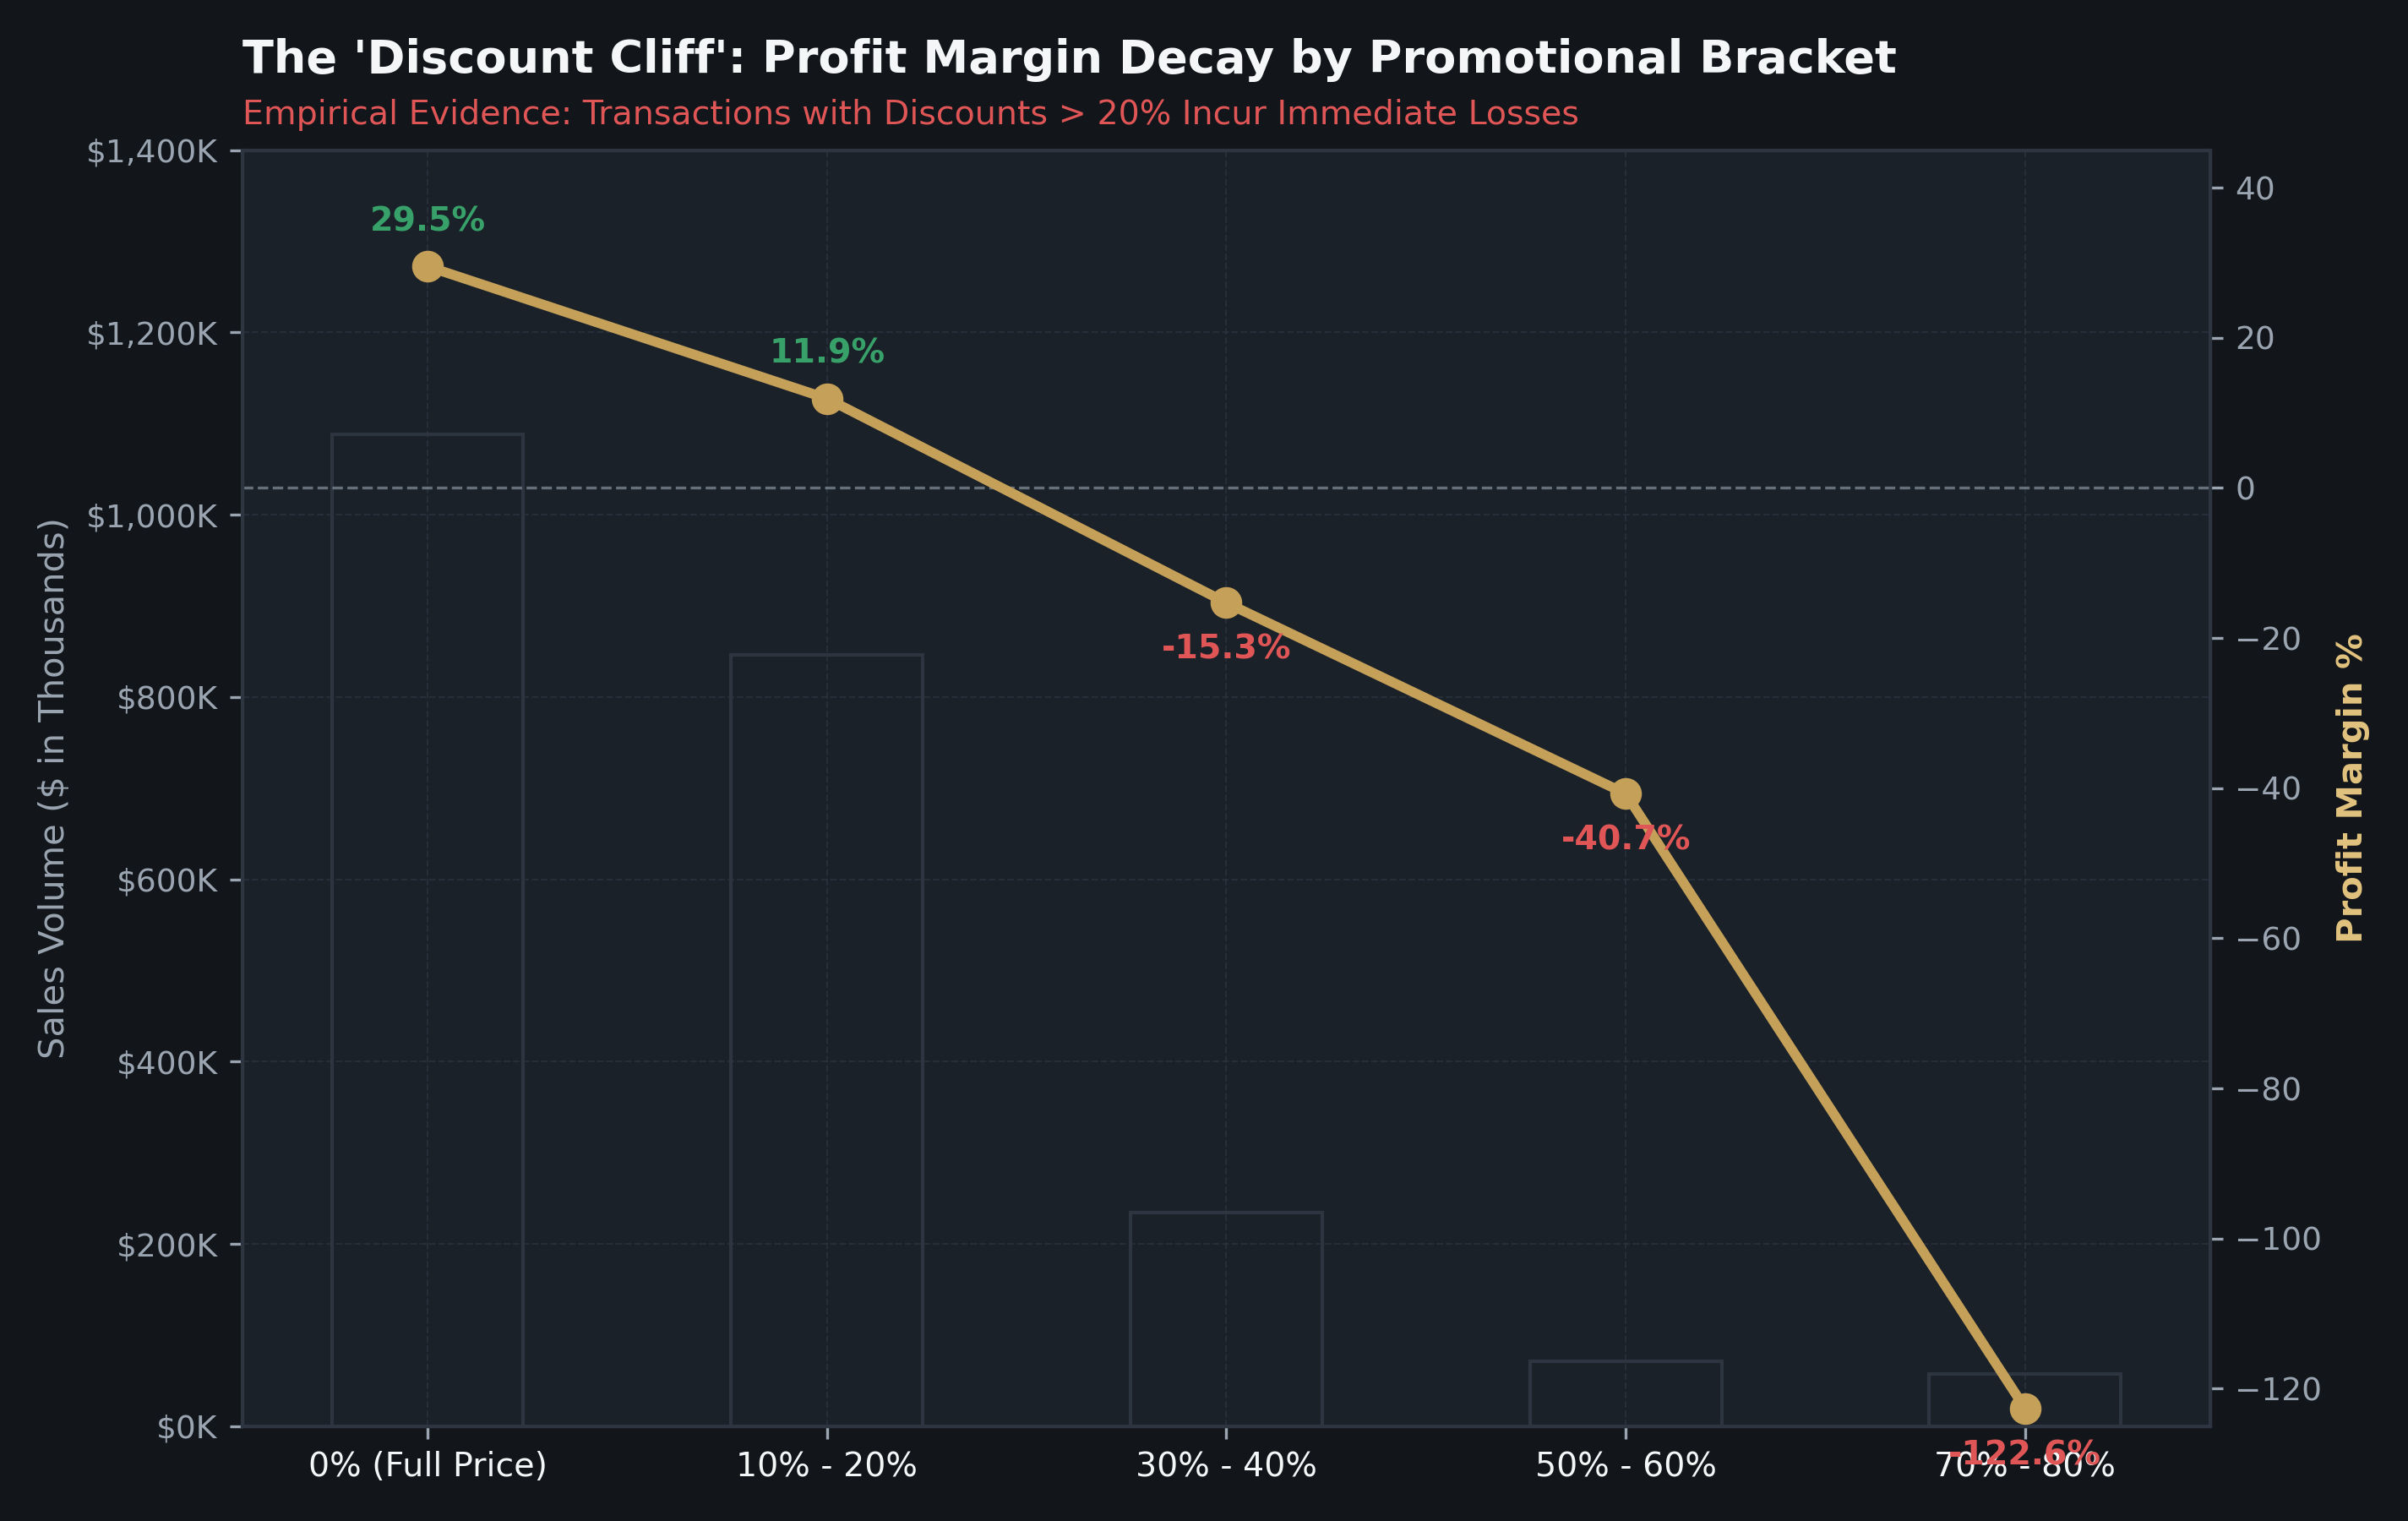 The 'Discount Cliff': Profit Margin Decay by Promotional Bracket
Empirical Evidence: Transactions with Discounts > 20% Incur Immediate Losses
Sales Volume ($ in Thousands)
$1,400K
$1,200K
$1,000K
$800K
$600K
$400K
$200K
$0K
29.5%
11.9%
-15.3%
-40.7%
-122.6%
40
20
0
−20
−40
−60
−80
−100
−120
Profit Margin %
0% (Full Price)
10% - 20%
30% - 40%
50% - 60%
70% - 80%